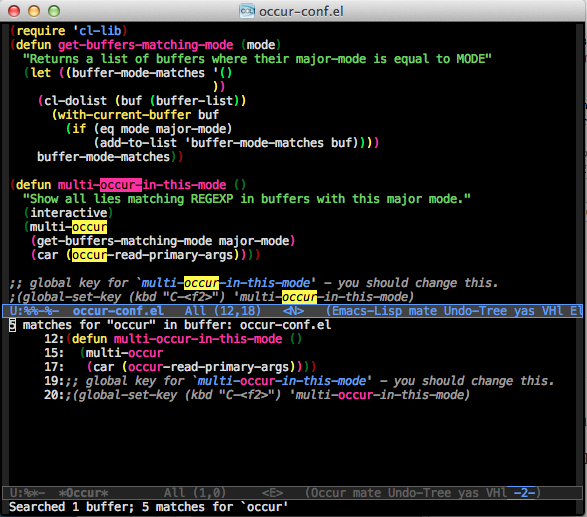 occur-conf.el
(require 'cl-lib)
(defun get-buffers-matching-mode (mode)
"Returns a list of buffers where their major-mode is equal to MODE"
(let ((buffer-mode-matches '()
))
(cl-dolist (buf (buffer-list))
(with-current-buffer buf
(if (eq mode major-mode)
(add-to-list 'buffer-mode-matches buf))))
buffer-mode-matches))
(defun multi-occur-in-this-mode ()
"Show all lies matching REGEXP in buffers with this major mode."
(interactive)
(multi-occur
(get-buffers-matching-mode major-mode)
(car (occur-read-primary-args))))
;; global key for `multi-occur-in-this-mode' - you should change this.
;(global-set-key (kbd "C-<f2>") 'multi-occur-in-this-mode)
U:%%-%- occur-conf.el All (12,18) <N> (Emacs-Lisp mate Undo-Tree yas VHl El
5 matches for "occur" in buffer: occur-conf.el
12:(defun multi-occur-in-this-mode ()
15: (multi-occur
17: (car (occur-read-primary-args))))
19:;; global key for `multi-occur-in-this-mode' - you should change this.
20:;(global-set-key (kbd "C-<f2>") 'multi-occur-in-this-mode)
U:%*- *Occur* All (1,0) <E> (Occur mate Undo-Tree yas VHl -2-)
Searched 1 buffer; 5 matches for `occur'